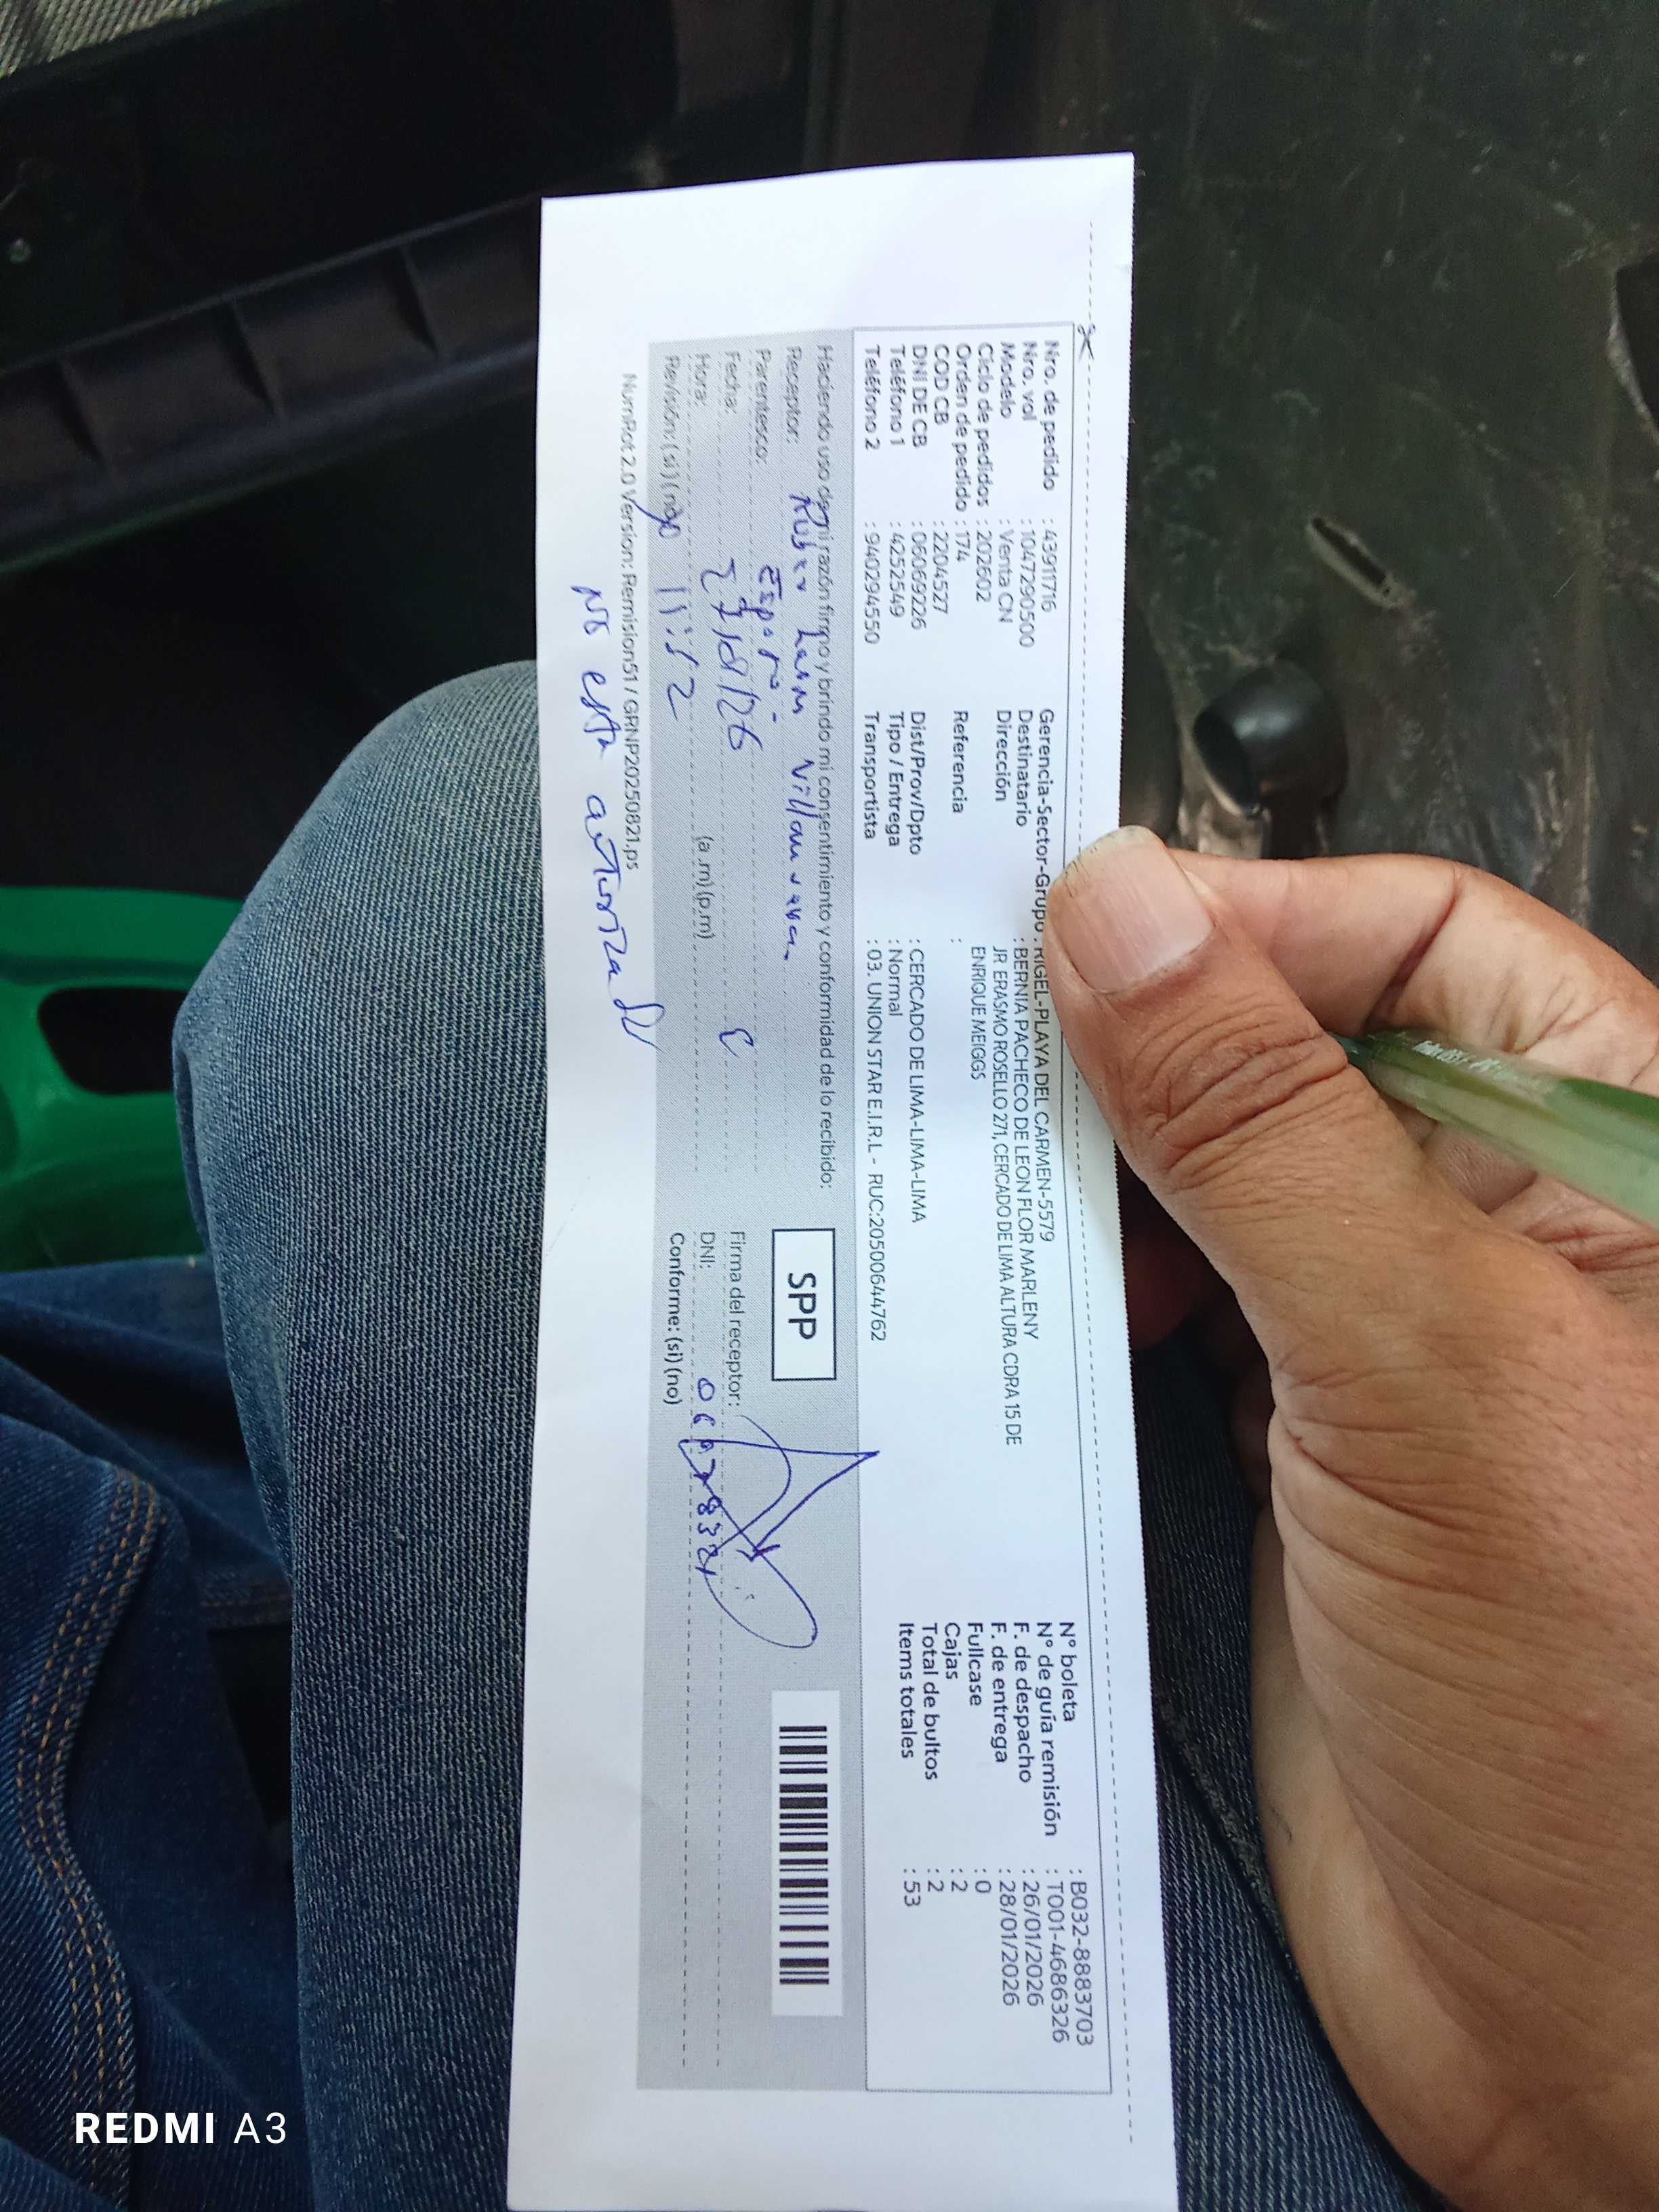 Nro. de pedido : 43911716
Nro. vol : 1047290500
Modelo : Venta CN
Ciclo de pedidos : 202602
Orden de pedido : 174
COD CB : 2204527
DNI DE CB : 06069226
Teléfono 1 : 4252549
Teléfono 2 : 940294550
Gerencia-Sector-Grupo : RIGEL-PLAYA DEL CARMEN-5579
Destinatario : BERNIA PACHECO DE LEON FLOR MARLENY
Dirección JR ERASMO ROSELLO 271, CERCADO DE LIMA ALTURA CDRA 15 DE
ENRIQUE MEIGGS
Referencia :
Dist/Prov/Dpto : CERCADO DE LIMA-LIMA-LIMA
Tipo / Entrega : Normal
Transportista : 03. UNION STAR E.I.R.L - RUC:20500644762
N° boleta : B032-8883703
N° de guía remisión : T001-4686326
F. de despacho : 26/01/2026
F. de entrega : 28/01/2026
Fullcase : 0
Cajas : 2
Total de bultos : 2
Items totales : 53
Haciendo uso de mi razón firmo y brindo mi consentimiento y conformidad de lo recibido:
Receptor: Ruben
Parentesco:
Fecha:
Hora: 11:12 (a.m)(p.m)
Revisión: (si) (no)
SPP
Firma del receptor:
DNI:
Conforme: (si) (no)
NumRot 2.0 Version: Remision51 / GRNP20250821.ps
No esta autorizado
REDMI A3